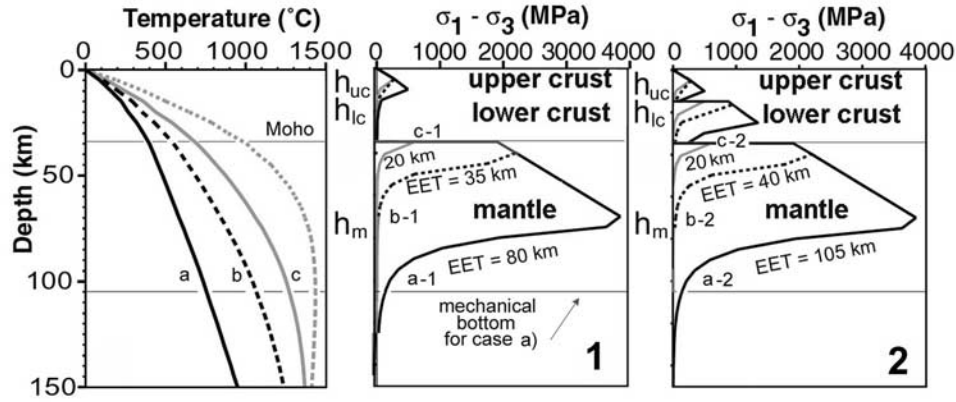 Temperature (˚C)
0 500 1000 1500
Depth (km)
0
50
100
150
Moho
a
b
c
σ1 - σ3 (MPa)
0 1000 2000 3000 4000
huc
hlc
hm
upper crust
lower crust
c-1
20 km
EET = 35 km
b-1
mantle
EET = 80 km
a-1
mechanical
bottom
for case a)
1
σ1 - σ3 (MPa)
0 1000 2000 3000 4000
huc
hlc
hm
upper crust
lower crust
c-2
20 km
EET = 40 km
b-2
mantle
EET = 105 km
a-2
2